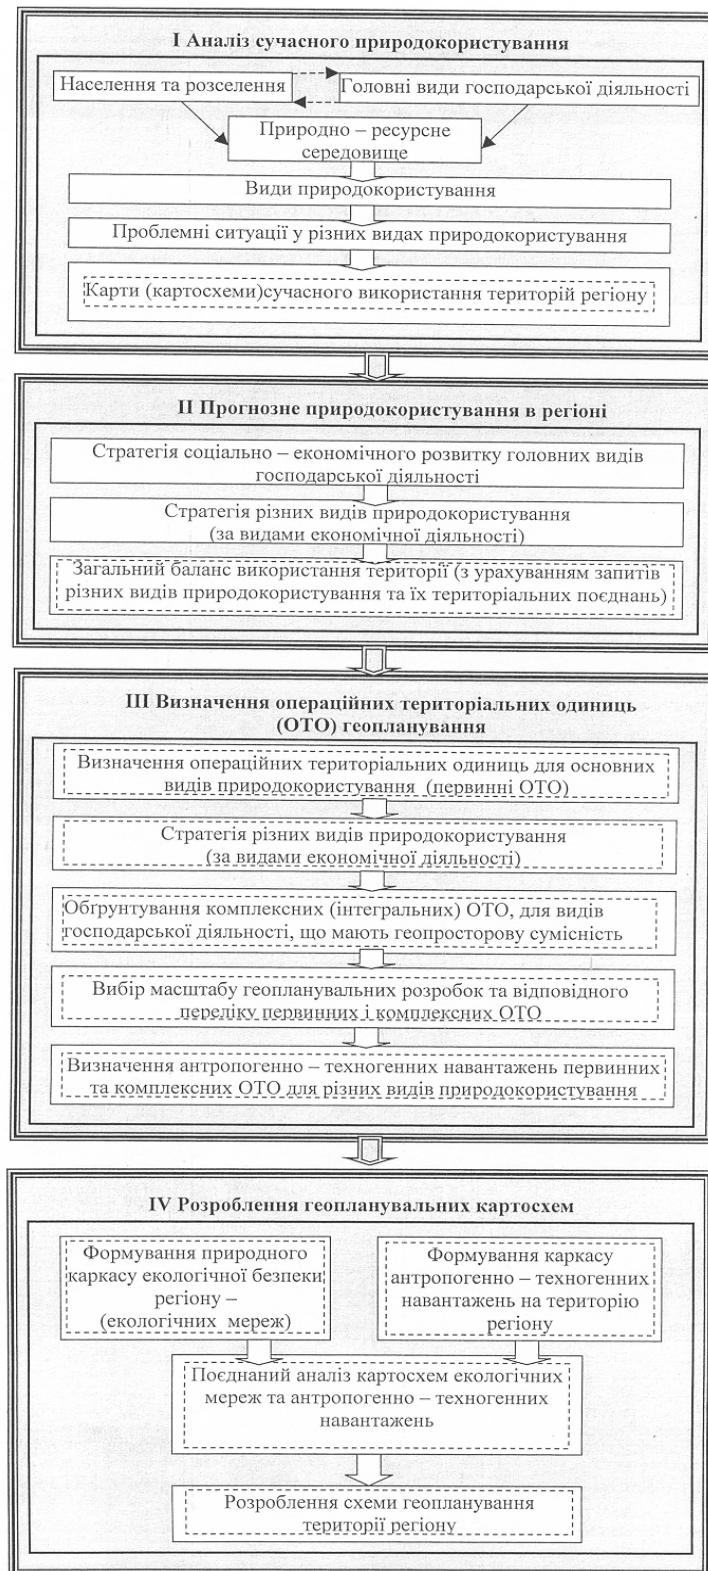 I Аналіз сучасного природокористування
Населення та розселення
Головні види господарської діяльності
Природно – ресурсне
середовище
Види природокористування
Проблемні ситуації у різних видах природокористування
Карти (картосхеми)сучасного використання територій регіону
II Прогнозне природокористування в регіоні
Стратегія соціально – економічного розвитку головних видів
господарської діяльності
Стратегія різних видів природокористування
(за видами економічної діяльності)
Загальний баланс використання території (з урахуванням запитів
різних видів природокористування та їх територіальних поєднань)
III Визначення операційних територіальних одиниць
(ОТО) геопланування
Визначення операційних територіальних одиниць для основних
видів природокористування (первинні ОТО)
Стратегія різних видів природокористування
(за видами економічної діяльності)
Обґрунтування комплексних (інтегральних) ОТО, для видів
господарської діяльності, що мають геопросторову сумісність
Вибір масштабу геопланувальних розробок та відповідного
переліку первинних і комплексних ОТО
Визначення антропогенно – техногенних навантажень первинних
та комплексних ОТО для різних видів природокористування
IV Розроблення геопланувальних картосхем
Формування природного
каркасу екологічної безпеки
регіону –
(екологічних мереж)
Формування каркасу
антропогенно – техногенних
навантажень на територію
регіону
Поєднаний аналіз картосхем екологічних
мереж та антропогенно – техногенних
навантажень
Розроблення схеми геопланування
території регіону